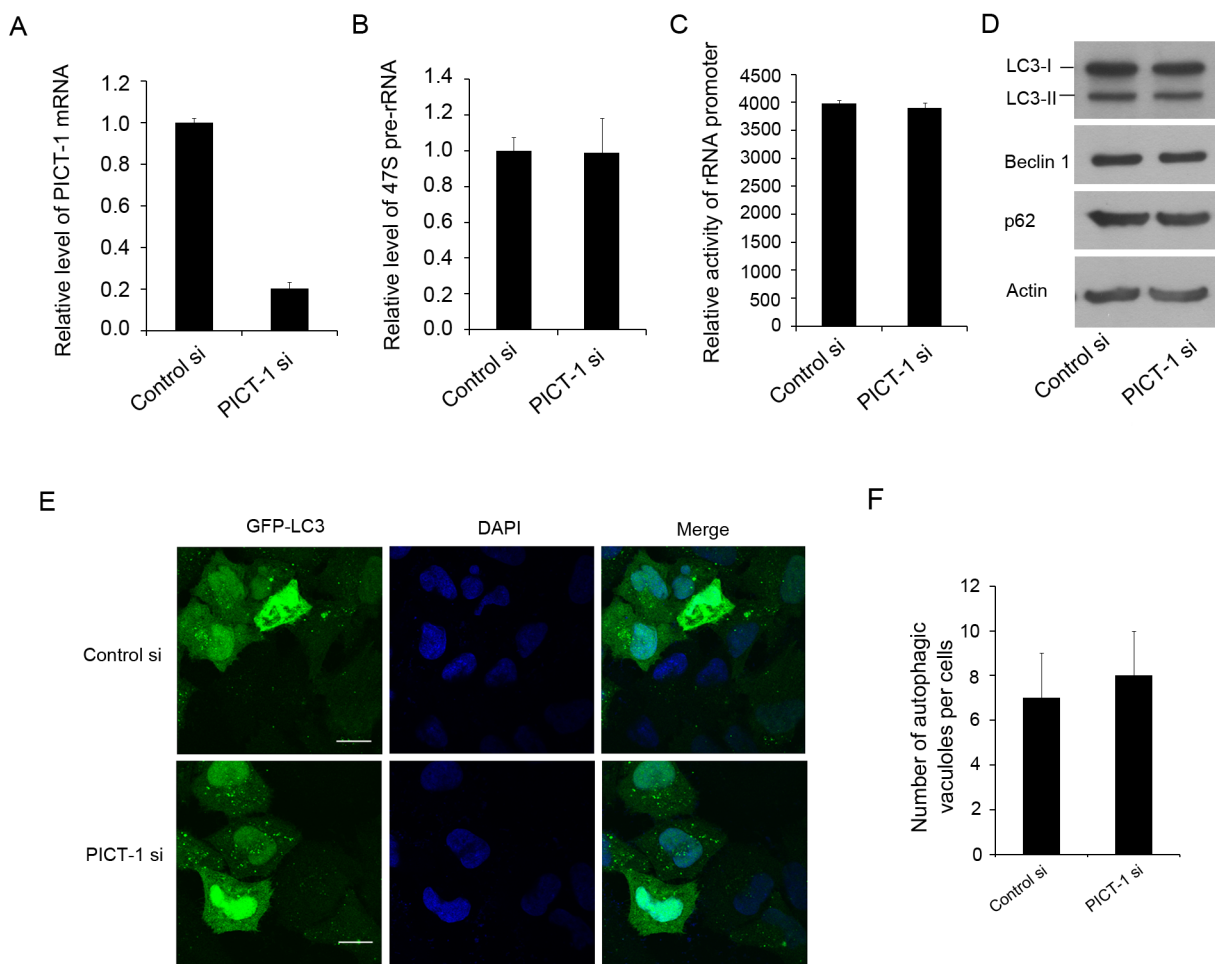 A
Relative level of PICT-1 mRNA
1.2
1.0
0.8
0.6
0.4
0.2
0.0
Control si
PICT-1 si
B
Relative level of 47S pre-rRNA
1.4
1.2
1.0
0.8
0.6
0.4
0.2
0.0
Control si
PICT-1 si
C
Relative activity of rRNA promoter
4500
4000
3500
3000
2500
2000
1500
1000
500
0
Control si
PICT-1 si
D
LC3-I
LC3-II
Beclin 1
p62
Actin
Control si
PICT-1 si
E
GFP-LC3
DAPI
Merge
Control si
PICT-1 si
F
Number of autophagic
vaculoles per cells
12
10
8
6
4
2
0
Control si
PICT-1 si